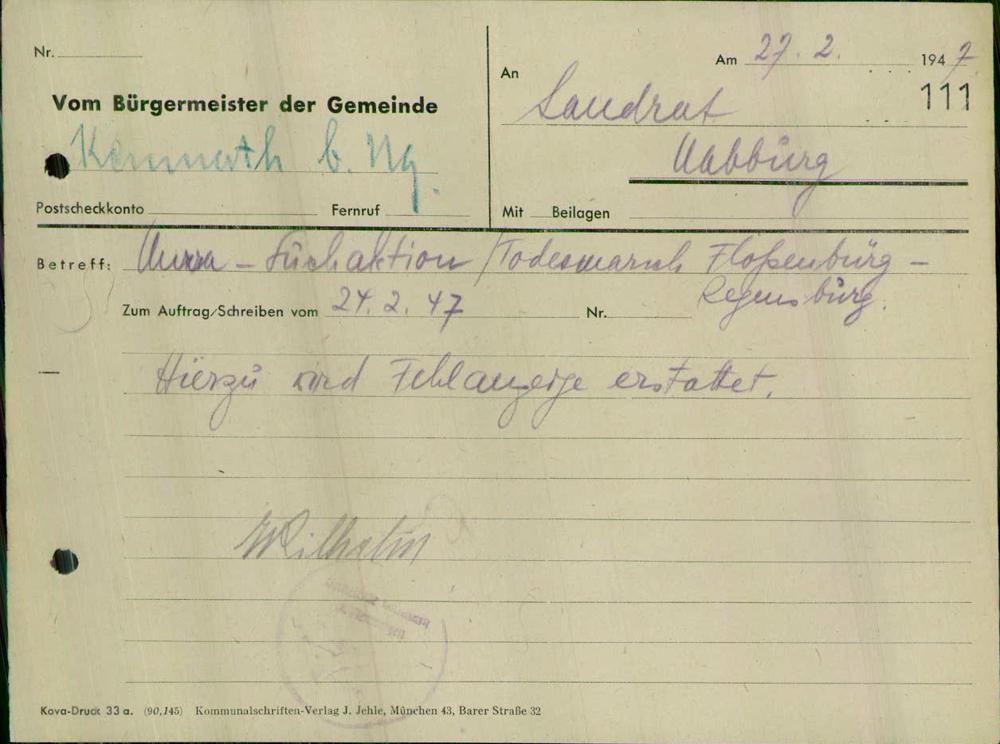 Nr.
Am 27. 2. 1947.
An
111
Vom Bürgermeister der Gemeinde
Landrat
Kemnath b. Ng.
Nabburg
Postscheckkonto Fernruf
Mit Beilagen
Betreff: Unrra - Suchaktion / Todesmarsch Floßenbürg -
Regensburg.
Zum Auftrag/Schreiben vom 24. 2. 47 Nr.
Hierzu wird Fehlanzeige erstattet.
Wilhelm
Kova-Druck 33 a. (90,145) Kommunalschriften-Verlag J. Jehle, München 43, Barer Straße 32